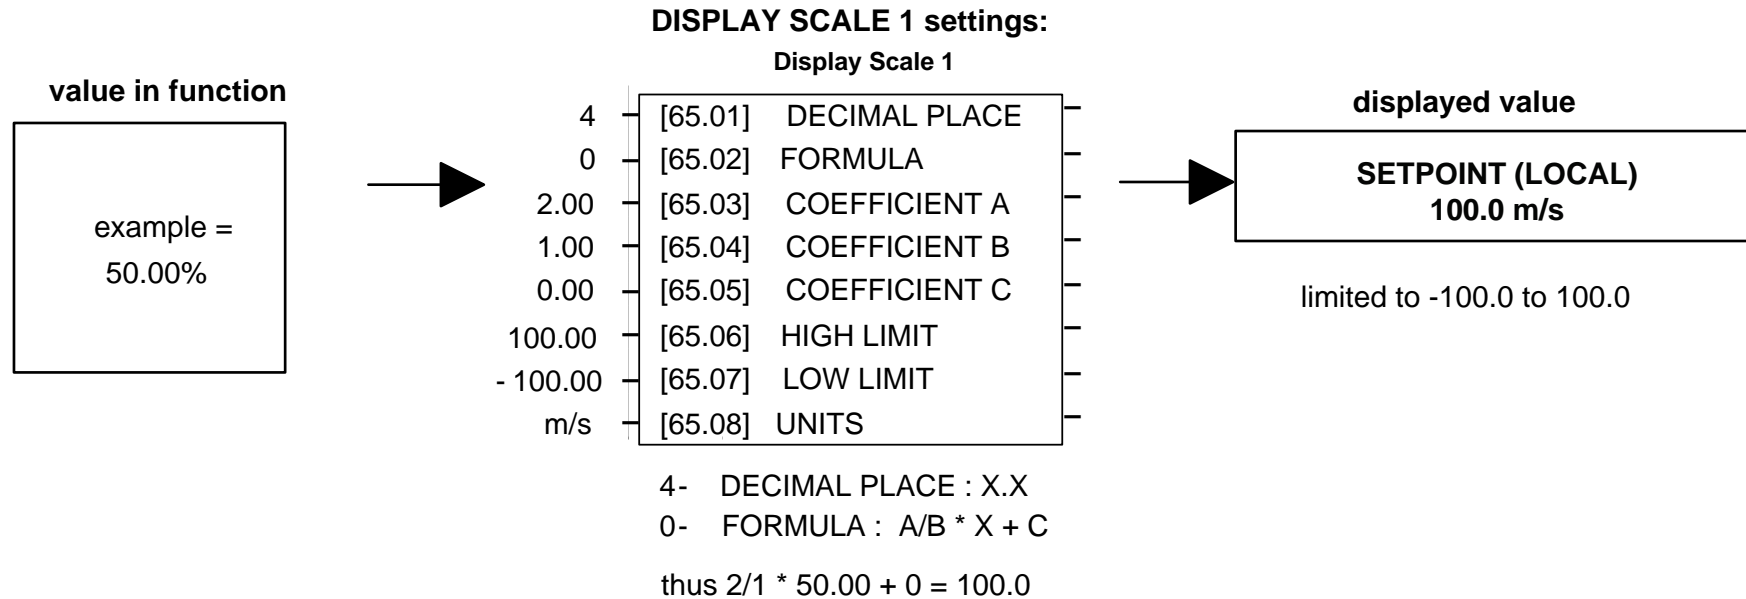 DISPLAY SCALE 1 settings:
Display Scale 1
value in function
example =
50.00%
4 [65.01] DECIMAL PLACE
0 [65.02] FORMULA
2.00 [65.03] COEFFICIENT A
1.00 [65.04] COEFFICIENT B
0.00 [65.05] COEFFICIENT C
100.00 [65.06] HIGH LIMIT
- 100.00 [65.07] LOW LIMIT
m/s [65.08] UNITS
4- DECIMAL PLACE : X.X
0- FORMULA : A/B * X + C
thus 2/1 * 50.00 + 0 = 100.0
displayed value
SETPOINT (LOCAL)
100.0 m/s
limited to -100.0 to 100.0